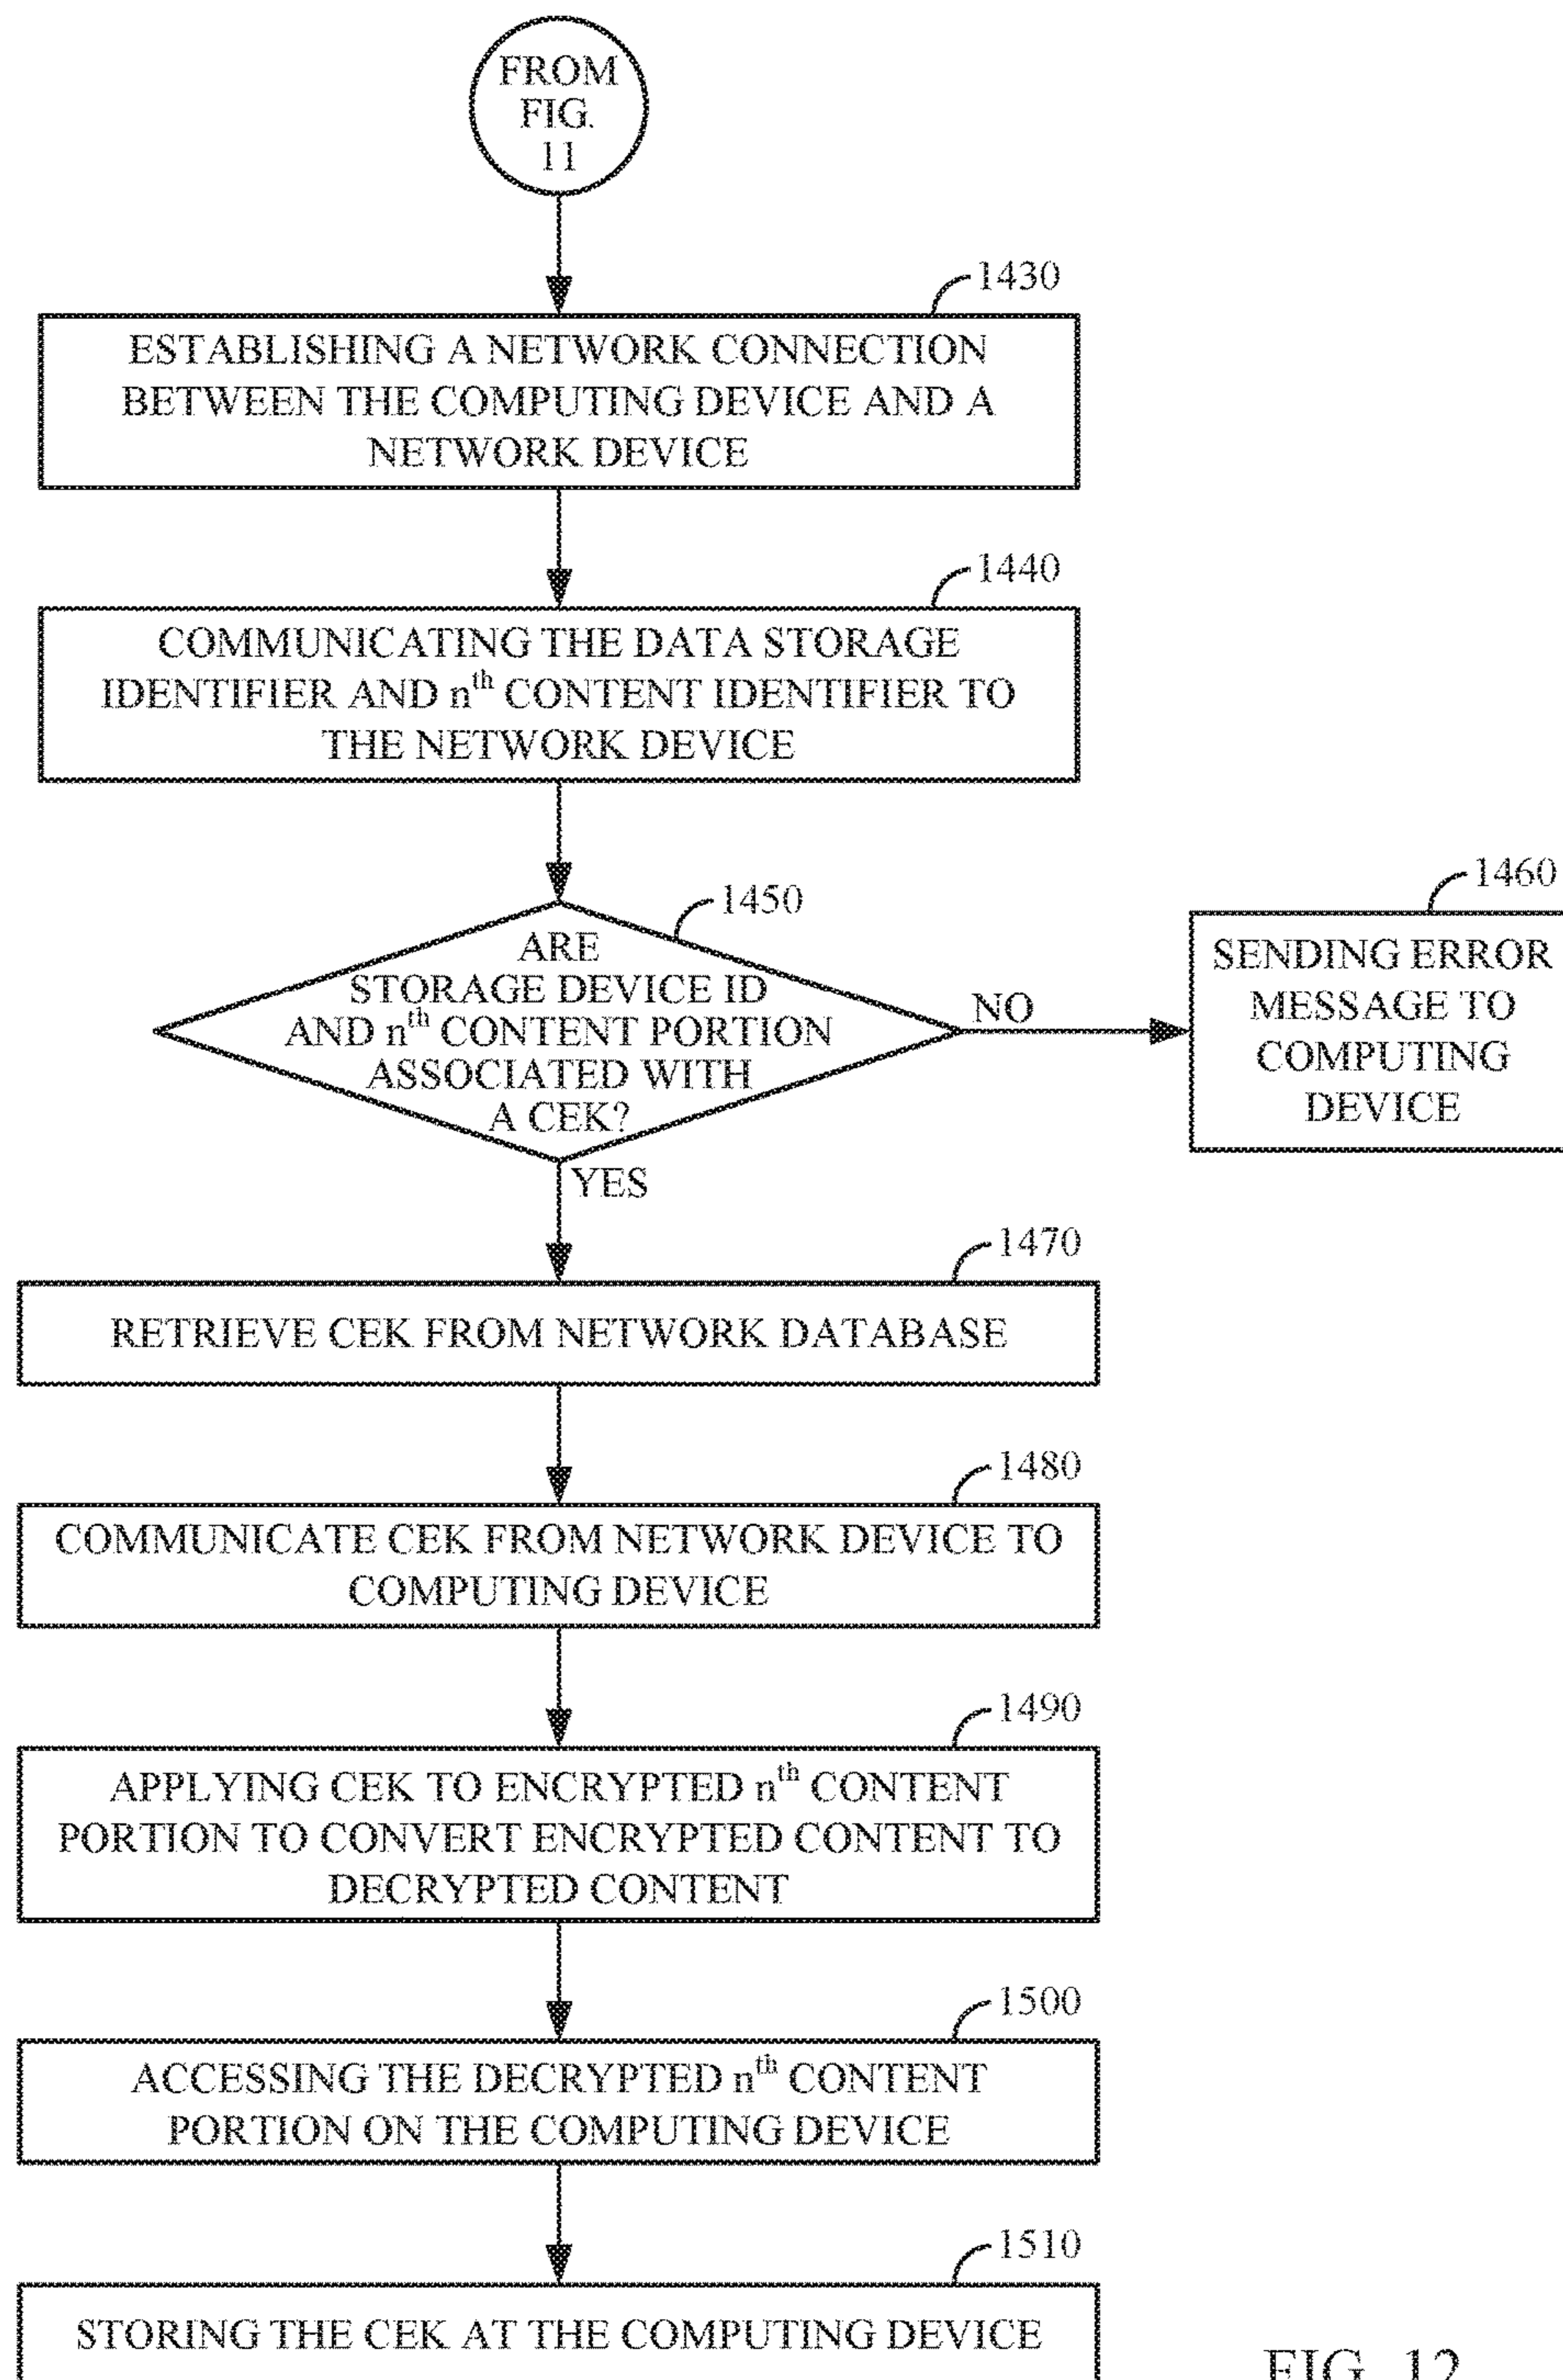 FROM
FIG.
11
1430
ESTABLISHING A NETWORK CONNECTION
BETWEEN THE COMPUTING DEVICE AND A
NETWORK DEVICE
1440
COMMUNICATING THE DATA STORAGE
IDENTIFIER AND nth CONTENT IDENTIFIER TO
THE NETWORK DEVICE
1450
ARE
STORAGE DEVICE ID
AND nth CONTENT PORTION
ASSOCIATED WITH
A CEK?
NO
1460
SENDING ERROR
MESSAGE TO
COMPUTING
DEVICE
YES
1470
RETRIEVE CEK FROM NETWORK DATABASE
1480
COMMUNICATE CEK FROM NETWORK DEVICE TO
COMPUTING DEVICE
1490
APPLYING CEK TO ENCRYPTED nth CONTENT
PORTION TO CONVERT ENCRYPTED CONTENT TO
DECRYPTED CONTENT
1500
ACCESSING THE DECRYPTED nth CONTENT
PORTION ON THE COMPUTING DEVICE
1510
STORING THE CEK AT THE COMPUTING DEVICE
FIG. 12